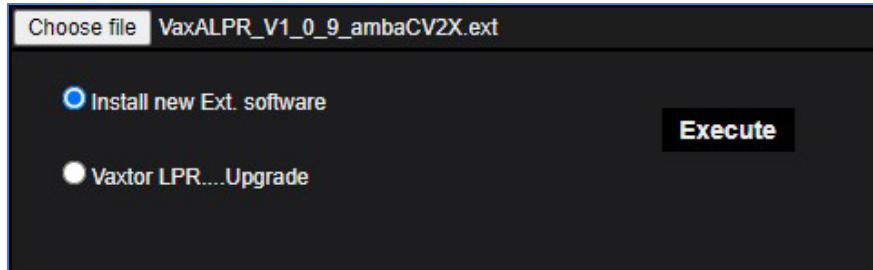 Choose file VaxALPR_V1_0_9_ambaCV2X.ext
Install new Ext. software
Execute
Vaxtor LPR....Upgrade